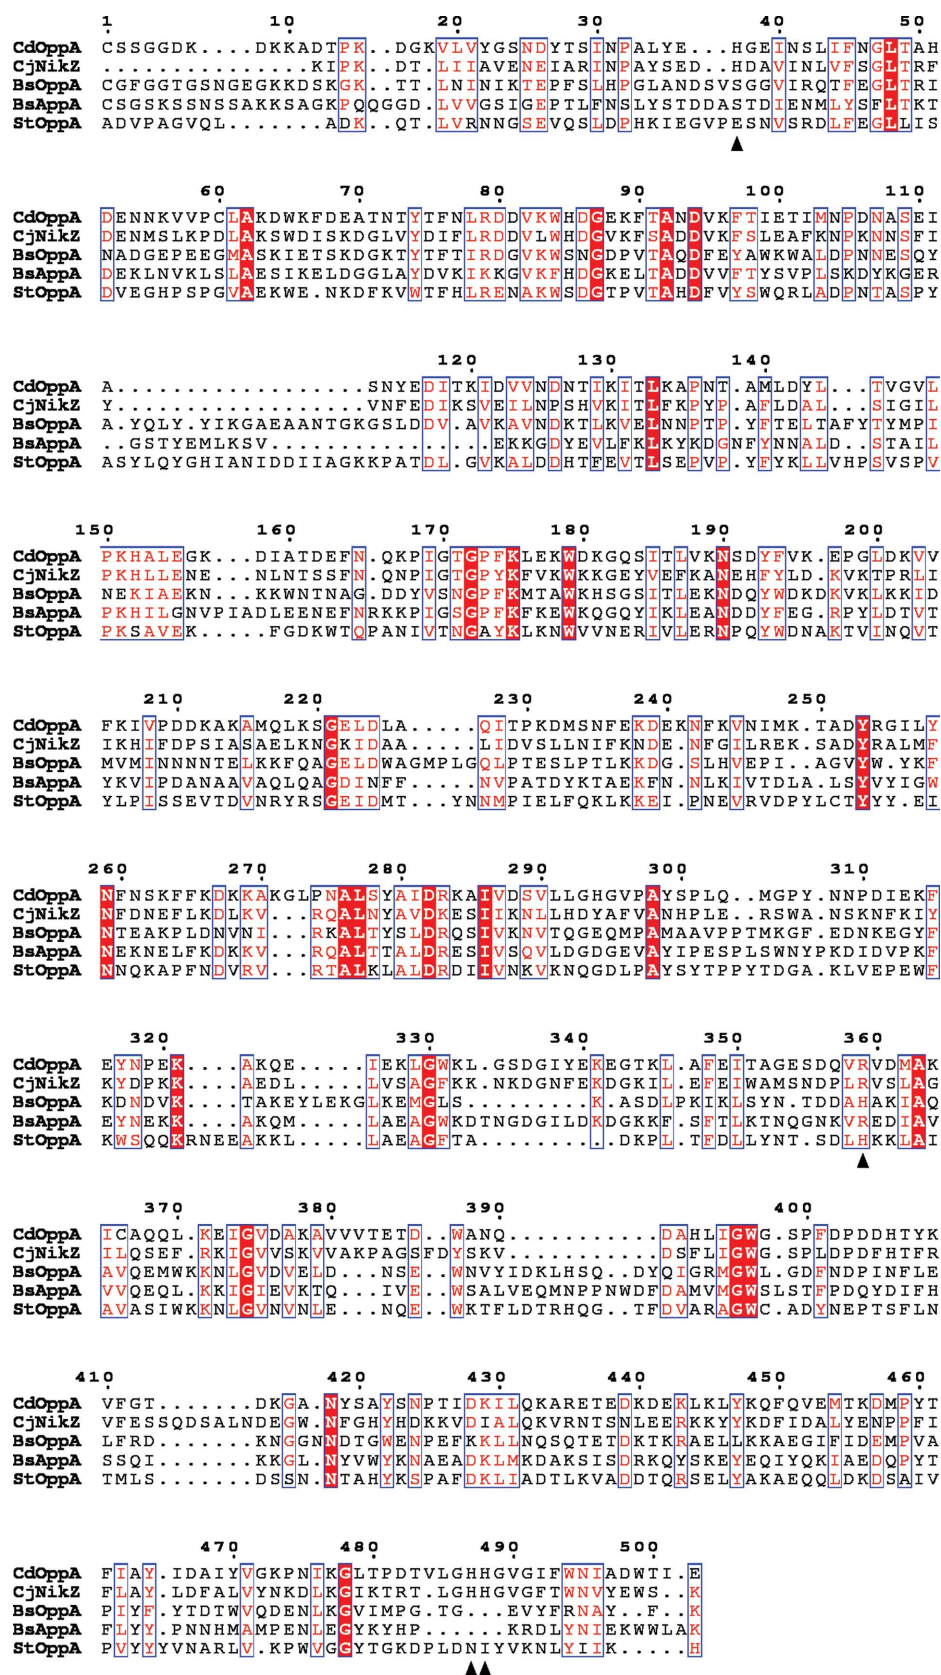 1 10 20 30 40 50
CdOppA CSSGGDK....DKKADTPK..DGKVLVYGSNDYTSINPALYE...HGEINSLIFNGLTAH
CjNikZ ...............KIPK..DT.LIIAVENEIARINPAYSED..HDAVINLVFSGLTRF
BsOppA CGFGGTGSNGEGKKDSKGK..TT.LNINIKTEPFSLHPGLANDSVSGGVIRQTFEGLTRI
BsAppA CSGSKSSNSSAKKSAGKPQQGGD.LVVGSIGEPTLFNSLYSTDDASTDIENMLYSFLTKT
StOppA ADVPAGVQL.......ADK..QT.LVRNNGSEVQSLDPHKIEGVPESNVSRDLFEGLLIS
▲
60 70 80 90 100 110
CdOppA DENNKVVPCLAKDWKFDEATNTYTFNLRDDVKWHDGEKFTANDVKFTIETIMNPDNASEI
CjNikZ DENMSLKPDLAKSWDISKDGLVYDIFLRDDVLWHDGVKFSADDVKFSLEAFKNPKNNSFI
BsOppA NADGEPEEGMASKIETSKDGKTYTFTIRDGVKWSNGDPVTAQDFEYAWKWALDPNNESQY
BsAppA DEKLNVKLSLAESIKELDGGLAYDVKIKKGVKFHDGKELTADDVVFTYSVPLSKDYKGER
StOppA DVEGHPSPGVAEKWE.NKDFKVWTFHLRENAKWSDGTPVTAHDFVYSWQRLADPNTASPY
120 130 140
CdOppA A..................SNYEDITKIDVVNDNTIKITLKAPNT.AMLDYL...TVGVL
CjNikZ Y..................VNFEDIKSVEILNPSHVKITLFKPYP.AFLDAL...SIGIL
BsOppA A.YQLY.YIKGAEAANTGKGSLDDV.AVKAVNDKTLKVELNNPTP.YFTELTAFYTYMPI
BsAppA ..GSTYEMLKSV...............EKKGDYEVLFKLKYKDGNFYNNALD..STAIL
StOppA ASYLQYGHIANIDDIIAGKKPATDL.GVKALDDHTFEVTLSEPVP.YFYKLLVHPSVSPV
150 160 170 180 190 200
CdOppA PKHALEGK...DIATDEFN.QKPIGTGPFKLEKWDKGQSITLVKNSDYFVK.EPGLDKVV
CjNikZ PKHLLENE...NLNTSSFN.QNPIGTGPYKFVKWKKGEYVEFKANEHFYLD.KVKTPRLI
BsOppA NEKIAEKN...KKWNTNAG.DDYVSNGPFKMTAWKHSGSITLEKNDQYWDKDKVKLKKID
BsAppA PKHILGNVPIADLEENEFNRKKPIGSGPFKFKEWKQGQYIKLEANDDYFEG.RPYLDTVT
StOppA PKSAVEK.....FGDKWTQPANIVTNGAYKLKNWVVNERIVLERNPQYWDNAKTVINQVT
210 220 230 240 250
CdOppA FKIVPDDKAKAMQLKSGELDLA.....QITPKDMSNFEKDEKNFKVNIMK.TADYRGILY
CjNikZ IKHIFDPSIASAELKNGKIDAA.....LIDVSLLNIFKNDE.NFGILREK.SADYRALMF
BsOppA MVMINNNNTELKKFQAGELDWAGMPLGQLPTESLPTLKKDG.SLHVEPI..AGVYW.YKF
BsAppA YKVIPDANAAVAQLQAGDINFF.....NVPATDYKTAEKFN.NLKIVTDLA.LSYVYIGW
StOppA YLPISSEVTDVNRYRSGEIDMT....YNNMPIELFQKLKKEI.PNEVRVDPYLCTYYY.EI
260 270 280 290 300 310
CdOppA NFNSKFFKDKKAKGLPNALSYAIDRKAIVDSVLLGHGVPAYSPLQ..MGPY.NNPDIEKF
CjNikZ NFDNEFLKDLKV...RQALNYAVDKESIIKNLLHDYAFVANHPLE..RSWA.NSKNFKIY
BsOppA NTEAKPLDNVNI...RKALTYSLDRQSIVKNVTQGEQMPAMAAVPPTMKGF.EDNKEGYF
BsAppA NEKNELFKDKKV...RQALTTALDRESIVSQVLDGDGEVAYIPESPLSWNYPKDIDVPKF
StOppA NNQKAPFNDVRV...RTALKLALDRDIIVNKVKNQGDLPAYSYTPPYTDGA.KLVEPEWF
320 330 340 350 360
CdOppA EYNPEK....AKQE.....IEKLGWKL.GSDGIYEKEGTKL.AFEITAGESDQVRVDMAK
CjNikZ KYDPKK....AEDL.....LVSAGFKK.NKDGNFEKDGKIL.EFEIWAMSNDPLRVSLAG
BsOppA KDNDVK....TAKEYLEKGLKEMGLS.........K.ASDLPKIKLSYN.TDDAHAKIAQ
BsAppA EYNEKK....AKQM.....LAEAGWKDTNGDGILDKDGKKF.SFTLKTNQGNKVREDIAV
StOppA KWSQQKRNEEAKKL.....LAEAGFTA.........DKPL.TFDLLYNT.SDLHKKLAI
▲
370 380 390 400
CdOppA ICAQQL.KEIGVDAKAVVVTETD..WANQ...........DAHLIGWG.SPFDPDDHTYK
CjNikZ ILQSEF.RKIGVVSKVVAKPAGSFDYSKV...........DSFLIGWG.SPLDPDFHTFR
BsOppA AVQEMWKKNLGVDVELD...NSE..WNVYIDKLHSQ..DYQIGRMGWL.GDFNDPINFLE
BsAppA VVQEQL.KKIGIEVKTQ...IVE..WSALVEQMNPPNWDFDAMVMGWSLSTFPDQYDIFH
StOppA AVASIWKKNLGVNVNLE...NQE..WKTFLDTRHQG..TFDVARAGWC.ADYNEPTSFLN
410 420 430 440 450 460
CdOppA VFGT.......DKGA.NYSAYSNPTIDKILQKARETEDKDEKLKLYKQFQVEMTKDMPYT
CjNikZ VFESSQDSALNDEGW.NFGHYHDKKVDIALQKVRNTSNLEERKKYYKDFIDALYENPPFI
BsOppA LFRD.......KNGGNNDTGWENPEFKKLLNQSQTETDKTKRAELLKKAEGIFIDEMPVA
BsAppA SSQI.......KKGL.NYVWYKNAEADKLMKDAKSISDRKQYSKEYEQIYQKIAEDQPYT
StOppA TMLS.......DSSN.NTAHYKSPAFDKLIADTLKVADDTQRSELYAKAEQQLDKDSAIV
470 480 490 500
CdOppA FIAY.IDAIYVGKPNIKGLTPDTVLGHHGVGIFWNIADWTI.E
CjNikZ FLAY.LDFALVYNKDLKGIKTRT.LGHHGVGFTWNVYEWS..K
BsOppA PIYF.YTDTWVQDENLKGVIMPG.TG...EVYFRNAY..F..K
BsAppA FLYY.PNNHMAMPENLEGYKYHP......KRDLYNIEKWWLAK
StOppA PVYYYVNARLV.KPWVGGYTGKDPLDNIYVKNLYIIK.....H
▲▲